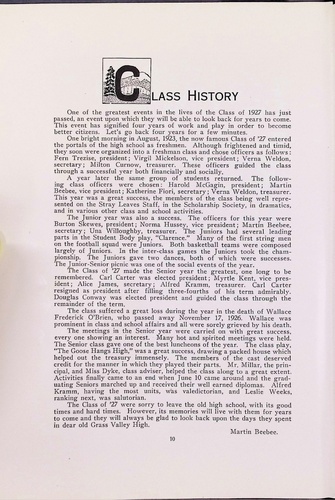 CLASS HISTORY
One of the greatest events in the lives of the Class of 1927 has just
passed, an event upon which they will be able to look back for years to come.
This event has signified four years of work and play in order to become
better citizens. Let's go back four years for a few minutes.
One bright morning in August, 1923, the now famous Class of '27 entered
the portals of the high school as freshmen. Although frightened and timid,
they soon were organized into a freshman class and chose officers as follows:
Fern Trezise, president; Virgil Mickelson, vice president; Verna Weldon,
secretary; Milton Curnow, treasurer. These officers guided the class
through a successful year both financially and socially.
A year later the same group of students returned. The follow-
ing class officers were chosen: Harold McGagin, president; Martin
Beebee, vice president; Katherine Flori, secretary; Verna Weldon, treasurer.
This year was a great success, the members of the class being well repre-
sented on the Stray Leaves Staff, in the Scholarship Society, in dramatics,
and in various other class and school activities.
The Junior year was also a success. The officers for this year were
Burton Skewes, president; Norma Hussey, vice president; Martin Beebee,
secretary; Una Willoughby, treasurer. The Juniors had several leading
parts in the Student Body play, "Clarence." Many of the first string men
on the football squad were Juniors. Both basketball teams were composed
largely of Juniors. In the inter-class games the Juniors took the cham-
pionship. The Juniors gave two dances, both of which were successes.
The Junior-Senior picnic was one of the social events of the year.
The Class of '27 made the Senior year the greatest, one long to be
remembered. Carl Carter was elected president; Myrtle Kent, vice pres-
ident; Alice James, secretary; Alfred Kramm, treasurer. Carl Carter
resigned as president after filling three-fourths of his term admirably.
Douglas Conway was elected president and guided the class through the
remainder of the term.
The class suffered a great loss during the year in the death of Wallace
Frederick O'Brien, who passed away November 17, 1926. Wallace was
prominent in class and school affairs and all were sorely grieved by his death.
The meetings in the Senior year were carried on with great success,
every one showing an interest. Many hot and spirited meetings were held.
The Senior class gave one of the best luncheons of the year. The class play,
"The Goose Hangs High," was a great success, drawing a packed house which
helped out the treasury immensely. The members of the cast deserved
credit for the manner in which they played their parts. Mr. Millar, the prin-
cipal, and Miss Dyke, class adviser, helped the class along to a great extent.
Activities finally came to an end when June 10 came around and the grad-
uating Seniors marched up and received their well earned diplomas. Alfred
Kramm, having the most units, was valedictorian, and Leslie Weeks,
ranking next, was salutorian.
The Class of '27 were sorry to leave the old high school, with its good
times and hard times. However, its memories will live with them for years
to come and they will always be glad to look back upon the days they spent
in dear old Grass Valley High.
Martin Beebee.
10